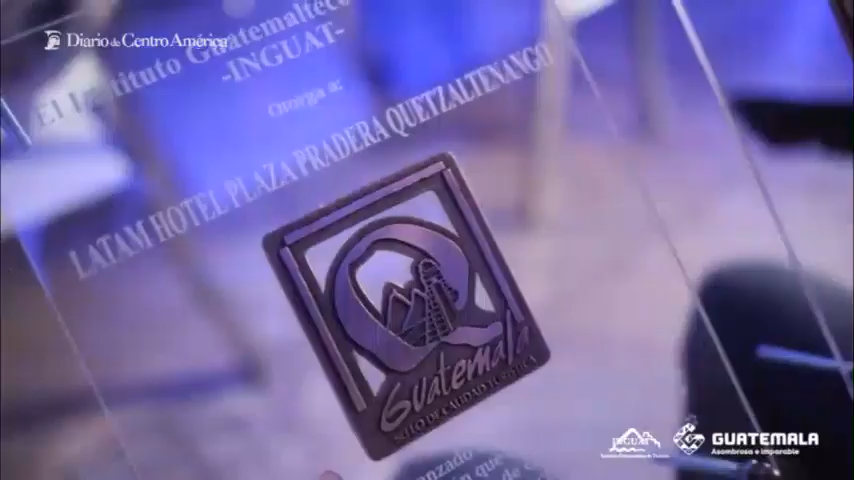 Diario de Centro América
El Instituto Guatemalteco
-INGUAT-
Otorga a:
LATAM HOTEL PLAZA PRADERA QUETZALTENANGO
Guatemala
SELLO DE CALIDAD TURÍSTICA
INGUAT
GUATEMALA
Asombrosa e imparable